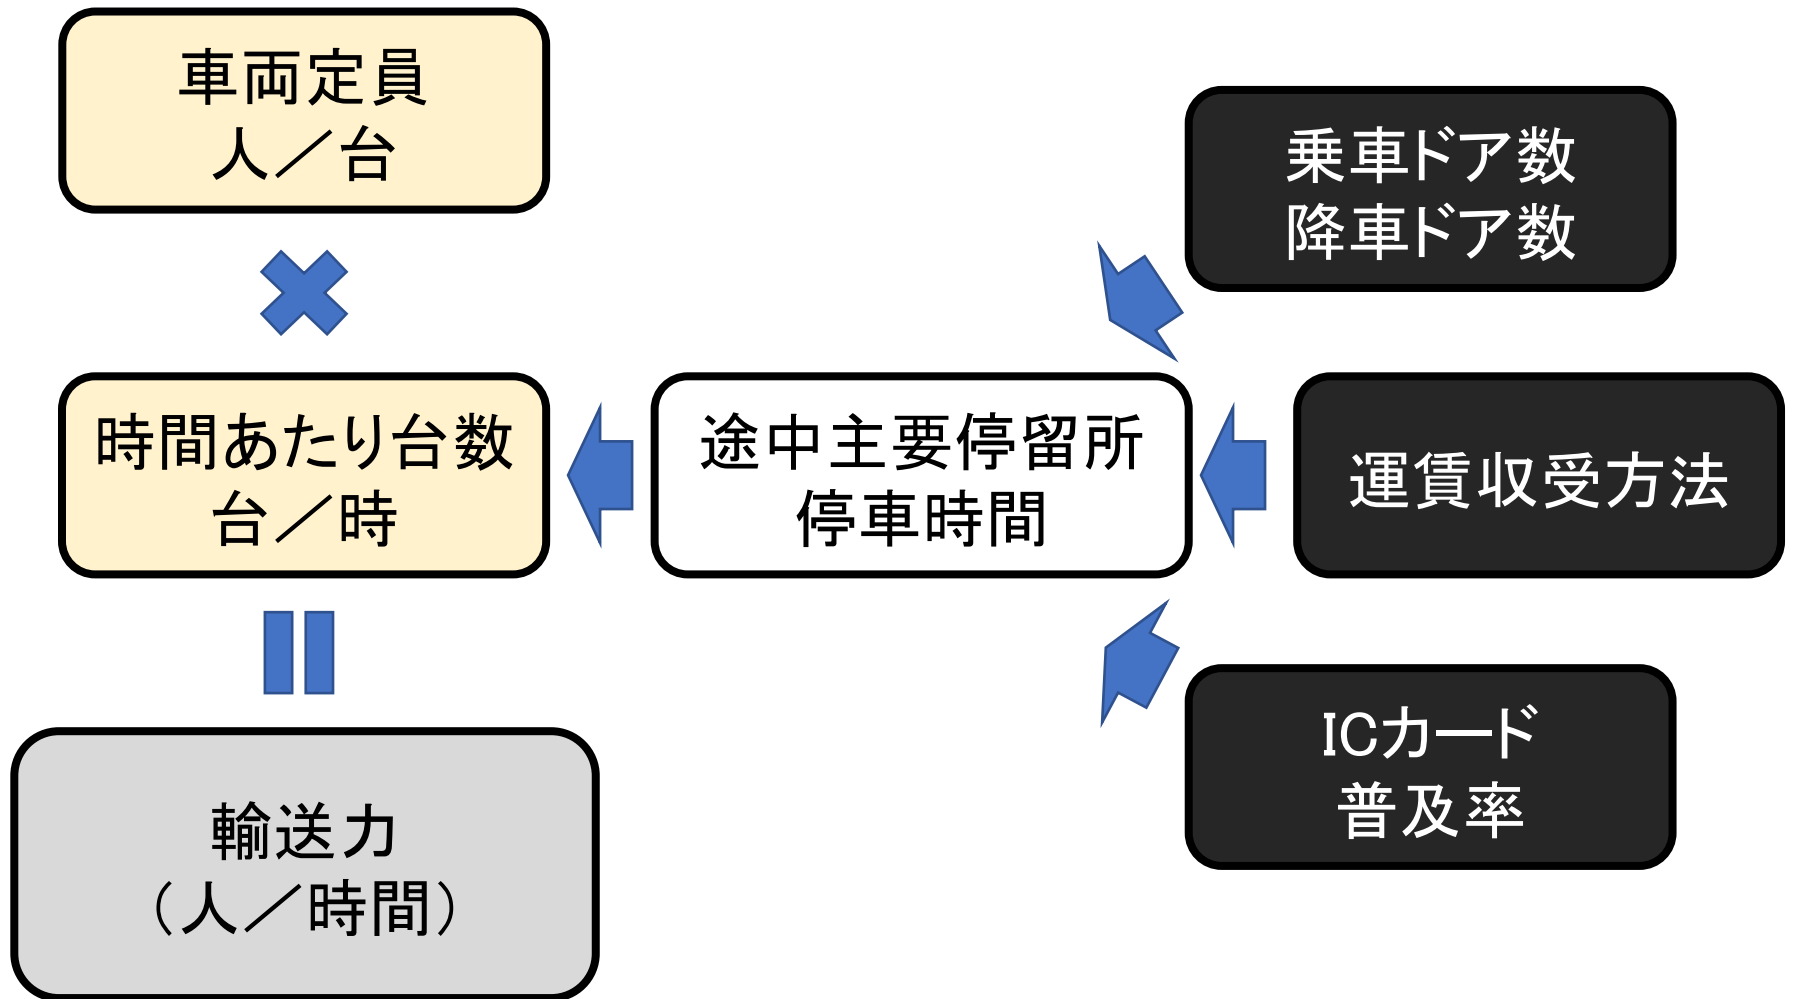 車両定員
人／台
時間あたり台数
台／時
輸送力
（人／時間）
途中主要停留所
停車時間
乗車ドア数
降車ドア数
運賃収受方法
ICカード
普及率